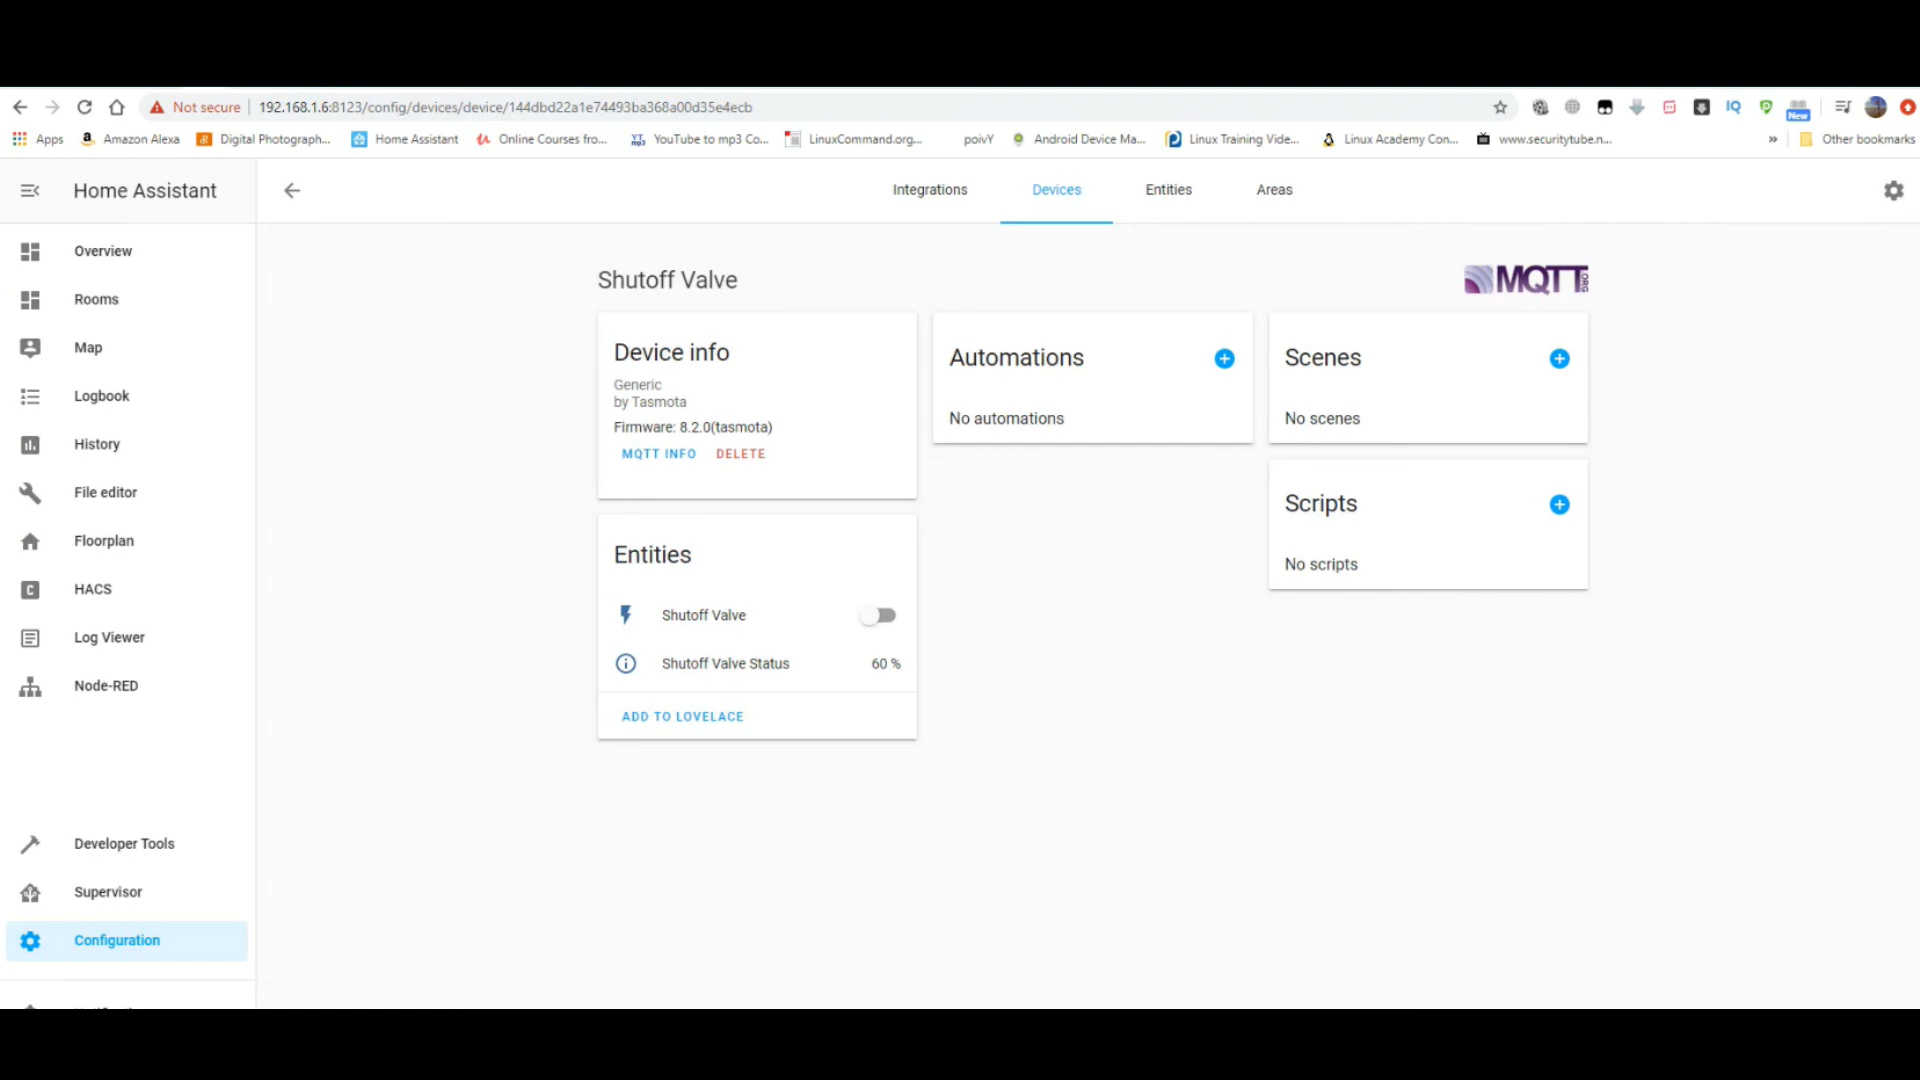 Not secure
192.168.1.6:8123/config/devices/device/144dbd22a1e74493ba368a00d35e4ecb
IQ
New
Apps
Amazon Alexa
Digital Photograph...
Home Assistant
Online Courses fro...
YouTube to mp3 Co...
LinuxCommand.org...
poivY
Android Device Ma...
Linux Training Vide...
Linux Academy Con...
www.securitytube.n...
»
Other bookmarks
Home Assistant
Integrations
Devices
Entities
Areas
Overview
Rooms
Map
Logbook
History
File editor
Floorplan
HACS
Log Viewer
Node-RED
Developer Tools
Supervisor
Configuration
Shutoff Valve
MQTT.ORG
Device info
Generic
by Tasmota
Firmware: 8.2.0(tasmota)
MQTT INFO
DELETE
Entities
Shutoff Valve
Shutoff Valve Status
60 %
ADD TO LOVELACE
Automations
No automations
Scenes
No scenes
Scripts
No scripts